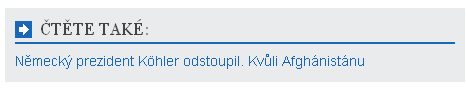 ČTĚTE TAKÉ:
Německý prezident Köhler odstoupil. Kvůli Afghánistánu